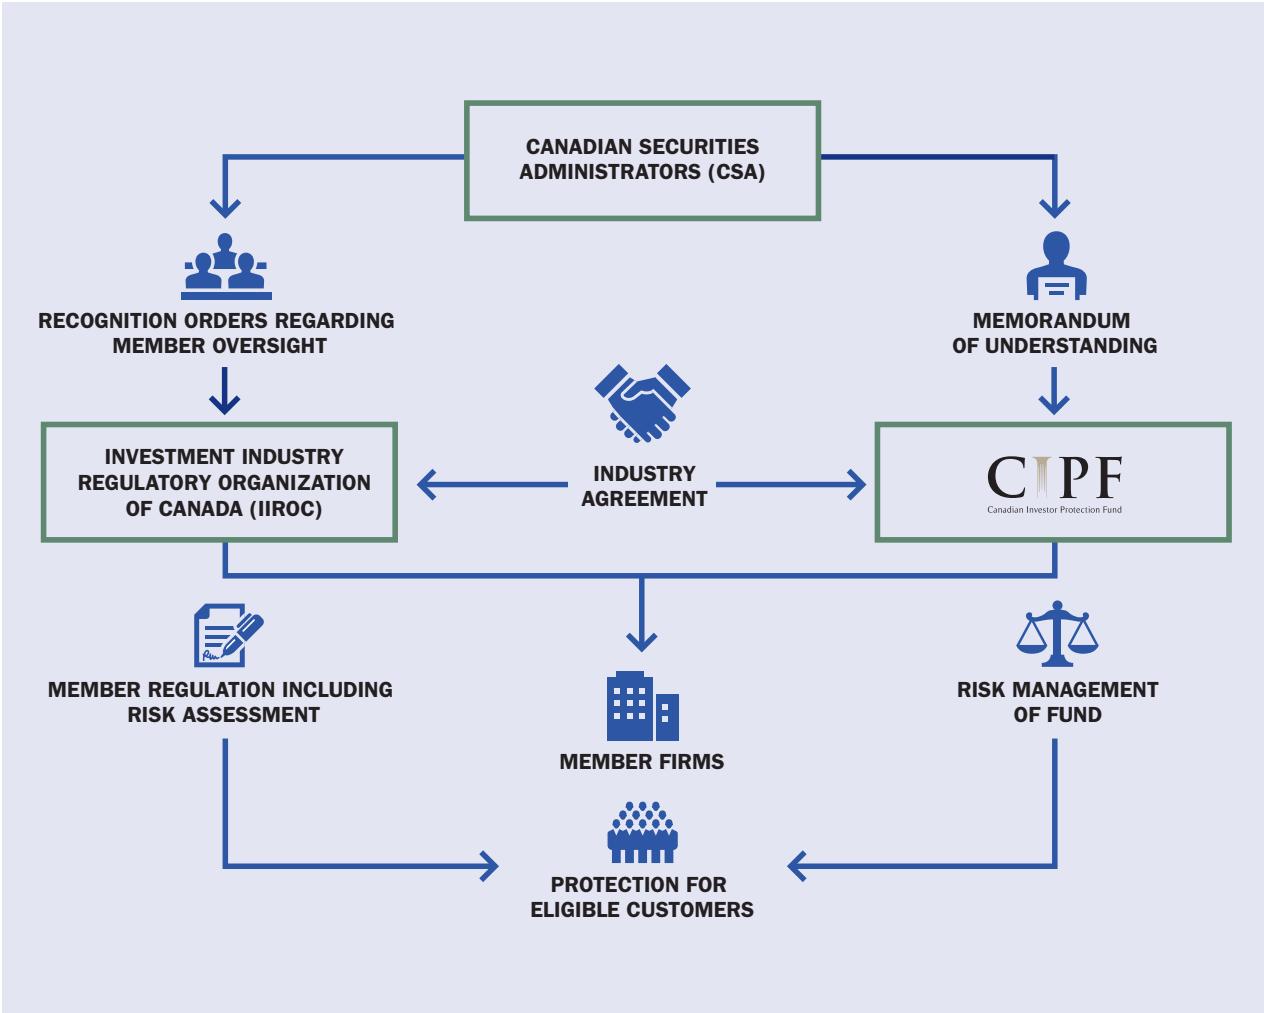 CANADIAN SECURITIES
ADMINISTRATORS (CSA)
RECOGNITION ORDERS REGARDING
MEMBER OVERSIGHT
MEMORANDUM
OF UNDERSTANDING
INVESTMENT INDUSTRY
REGULATORY ORGANIZATION
OF CANADA (IIROC)
INDUSTRY
AGREEMENT
CIPF
Canadian Investor Protection Fund
MEMBER REGULATION INCLUDING
RISK ASSESSMENT
MEMBER FIRMS
RISK MANAGEMENT
OF FUND
PROTECTION FOR
ELIGIBLE CUSTOMERS